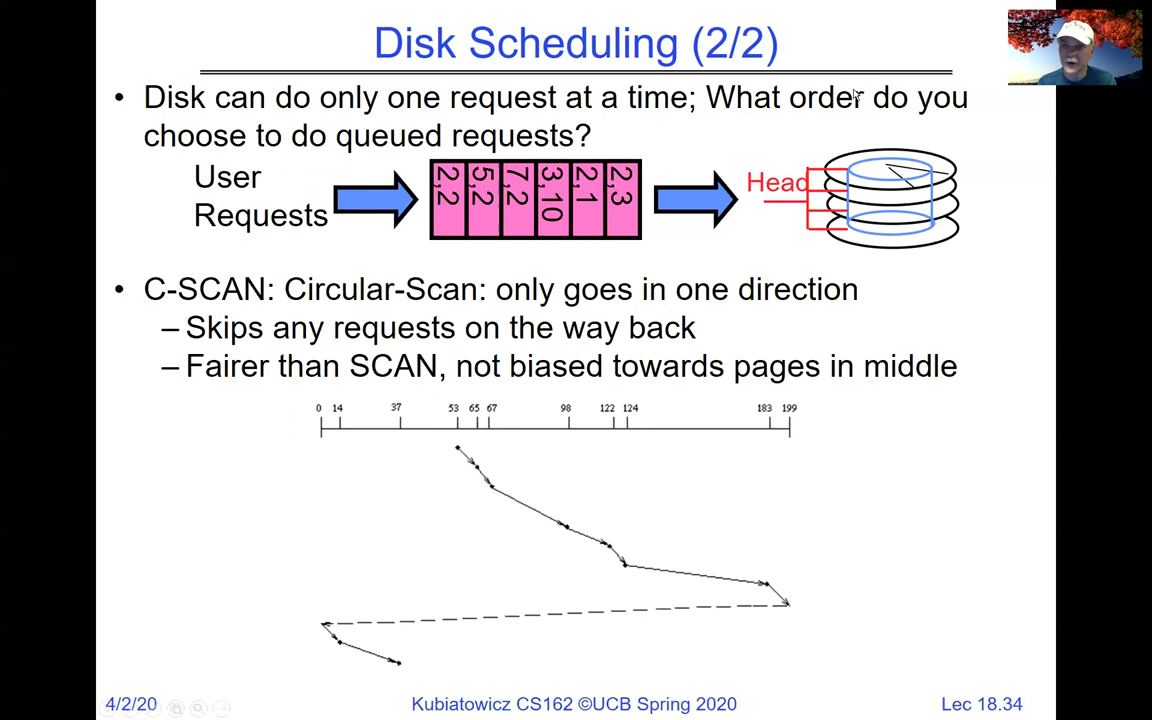 Disk Scheduling (2/2)
• Disk can do only one request at a time; What order do you
choose to do queued requests?
User
Requests
2,2
5,2
7,2
3,10
2,1
2,3
Head
• C-SCAN: Circular-Scan: only goes in one direction
– Skips any requests on the way back
– Fairer than SCAN, not biased towards pages in middle
0 14 37 53 65 67 98 122 124 183 199
4/2/20
Kubiatowicz CS162 ©UCB Spring 2020
Lec 18.34